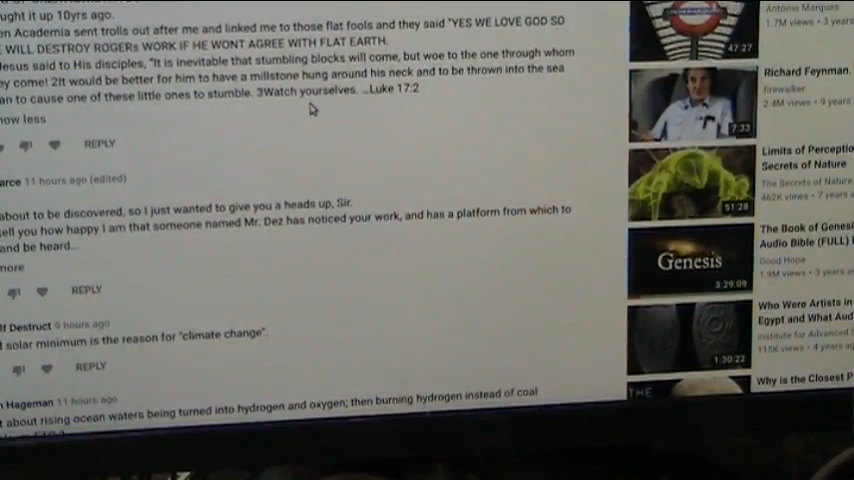 ught it up 10yrs ago.
en Academia sent trolls out after me and linked me to those flat fools and they said "YES WE LOVE GOD SO
WILL DESTROY ROGERs WORK IF HE WONT AGREE WITH FLAT EARTH.
Jesus said to His disciples, "It is inevitable that stumbling blocks will come, but woe to the one through whom
ey come! 2It would be better for him to have a millstone hung around his neck and to be thrown into the sea
an to cause one of these little ones to stumble. 3Watch yourselves. ...Luke 17:2
how less
REPLY
arce 11 hours ago (edited)
about to be discovered, so I just wanted to give you a heads up, Sir.
tell you how happy I am that someone named Mr. Dez has noticed your work, and has a platform from which to
and be heard...
more
REPLY
lf Destruct 9 hours ago
solar minimum is the reason for "climate change".
REPLY
n Hageman 11 hours ago
t about rising ocean waters being turned into hydrogen and oxygen; then burning hydrogen instead of coal
António Marques
1.7M views • 3 years
47:27
Richard Feynman.
firewalker
2.4M views • 9 years
7:33
Limits of Perceptio
Secrets of Nature
The Secrets of Nature
462K views • 7 years
51:28
The Book of Genesi
Audio Bible (FULL)
Good Hope
1.9M views • 3 years
Genesis
3:29:09
Who Were Artists in
Egypt and What Aud
Institute for Advanced
115K views • 4 years a
1:30:22
Why is the Closest P
THE